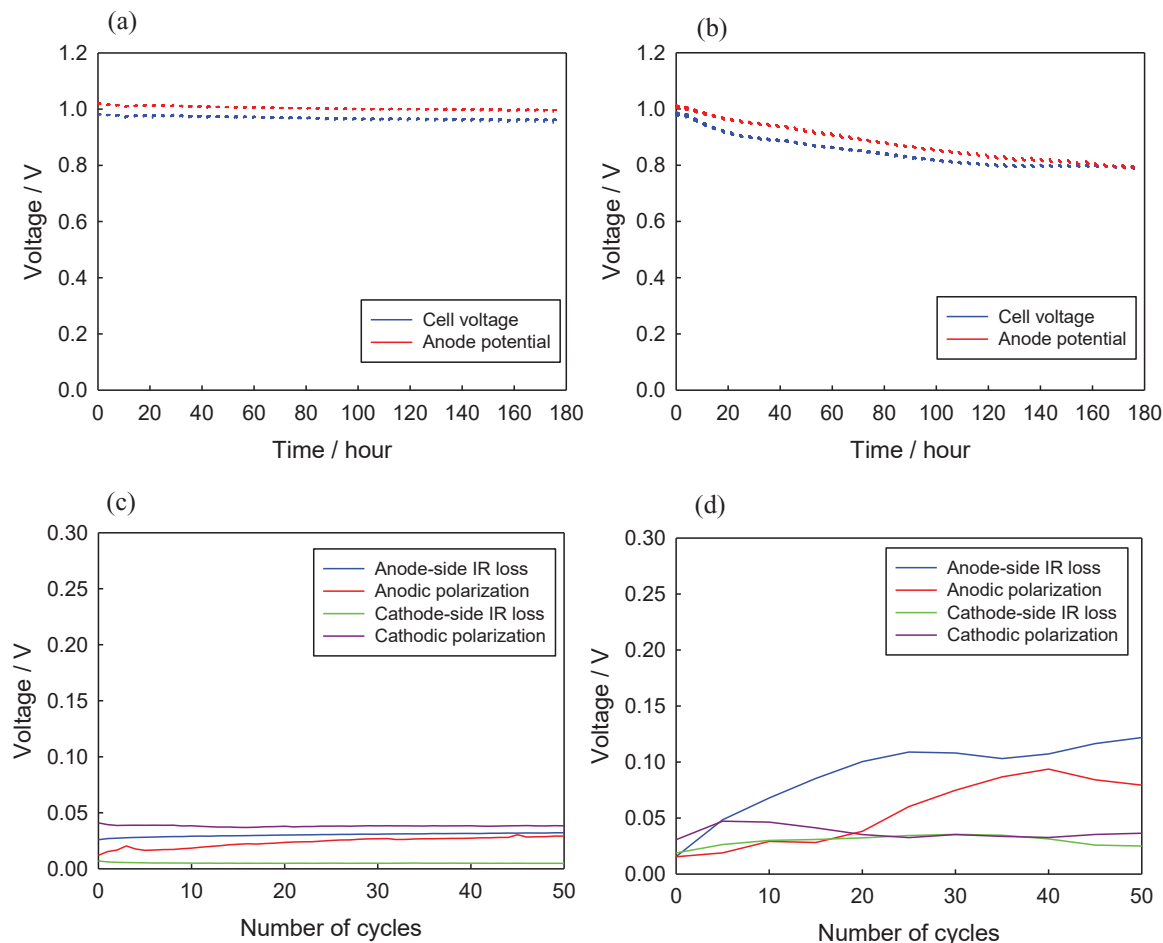 (a)
1.2
1.0
0.8
0.6
0.4
0.2
0.0
Voltage / V
Cell voltage
Anode potential
0 20 40 60 80 100 120 140 160 180
Time / hour
(b)
1.2
1.0
0.8
0.6
0.4
0.2
0.0
Voltage / V
Cell voltage
Anode potential
0 20 40 60 80 100 120 140 160 180
Time / hour
(c)
0.30
0.25
0.20
0.15
0.10
0.05
0.00
Voltage / V
Anode-side IR loss
Anodic polarization
Cathode-side IR loss
Cathodic polarization
0 10 20 30 40 50
Number of cycles
(d)
0.30
0.25
0.20
0.15
0.10
0.05
0.00
Voltage / V
Anode-side IR loss
Anodic polarization
Cathode-side IR loss
Cathodic polarization
0 10 20 30 40 50
Number of cycles